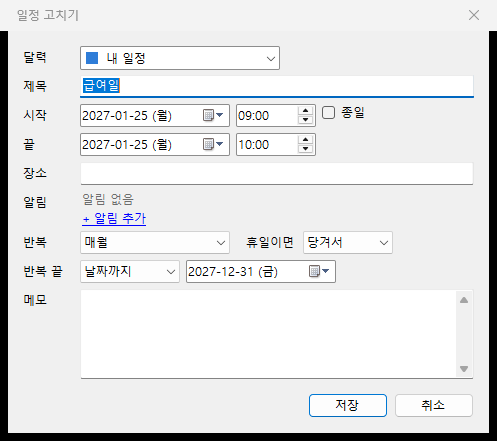 일정 고치기
달력 내 일정
제목 급여일
시작 2027-01-25 (월) 09:00 종일
끝 2027-01-25 (월) 10:00
장소
알림 알림 없음
+ 알림 추가
반복 매월 휴일이면 당겨서
반복 끝 날짜까지 2027-12-31 (금)
메모
저장 취소